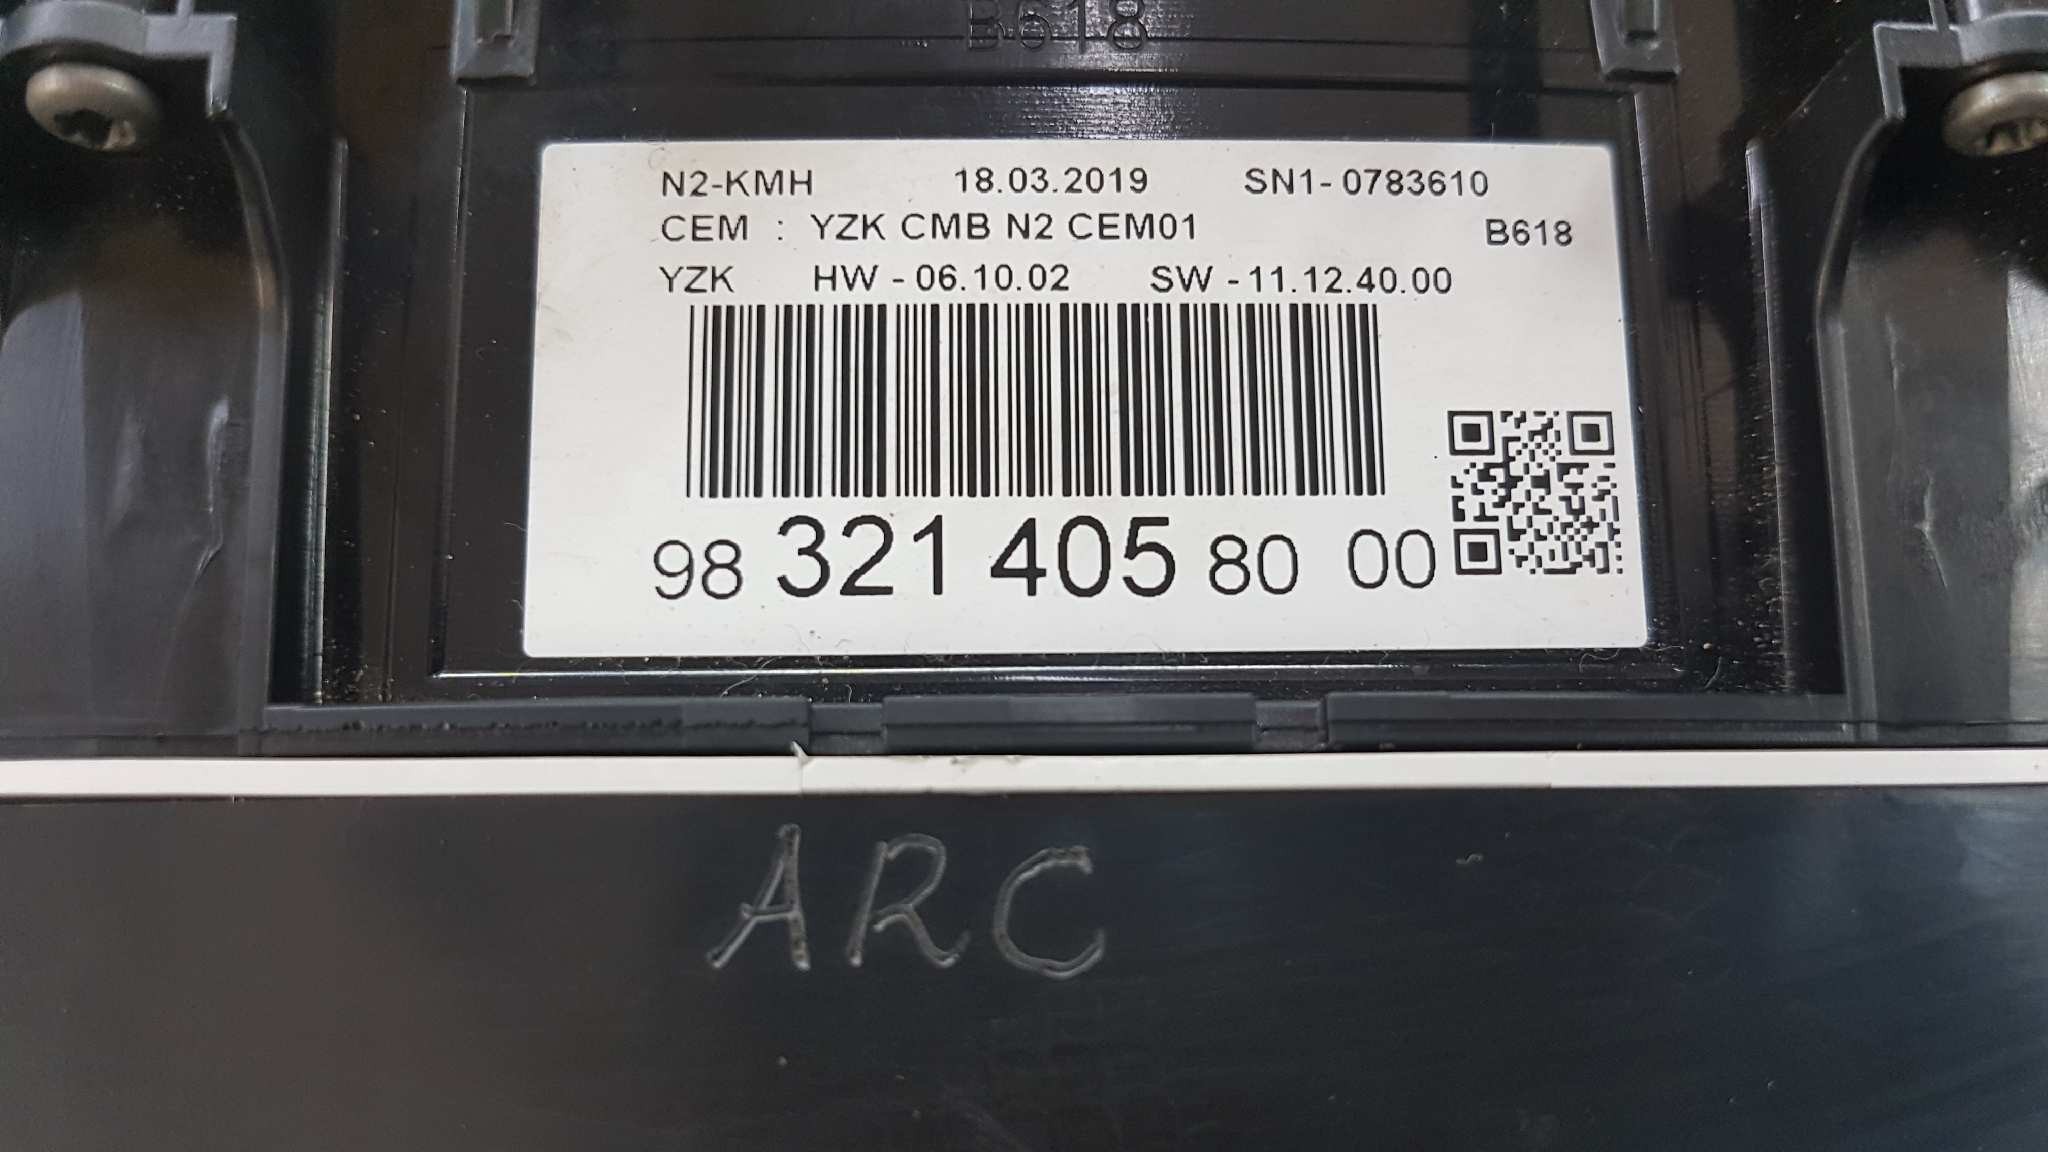 B618
N2-KMH 18.03.2019 SN1-0783610
CEM : YZK CMB N2 CEM01 B618
YZK HW - 06.10.02 SW - 11.12.40.00
98 321 405 80 00
ARC